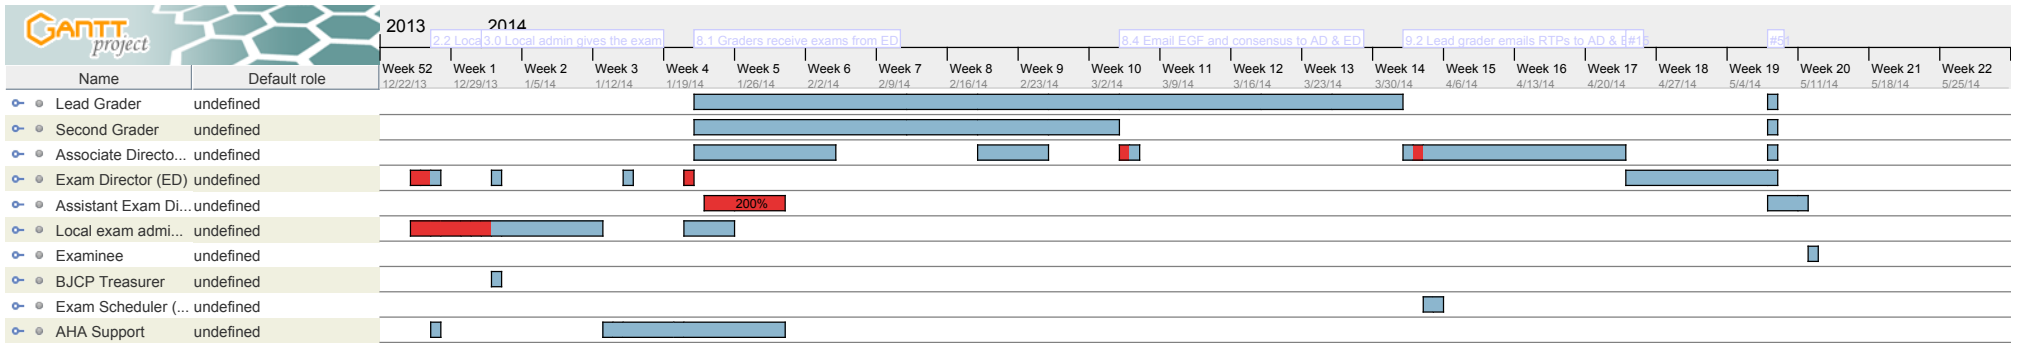 GANTT
project
2013 2014
2.2 Loca 3.0 Local admin gives the exam 8.1 Graders receive exams from ED 8.4 Email EGF and consensus to AD & ED 9.2 Lead grader emails RTPs to AD & E #15 #51
Name Default role
Week 52 Week 1 Week 2 Week 3 Week 4 Week 5 Week 6 Week 7 Week 8 Week 9 Week 10 Week 11 Week 12 Week 13 Week 14 Week 15 Week 16 Week 17 Week 18 Week 19 Week 20 Week 21 Week 22
12/22/13 12/29/13 1/5/14 1/12/14 1/19/14 1/26/14 2/2/14 2/9/14 2/16/14 2/23/14 3/2/14 3/9/14 3/16/14 3/23/14 3/30/14 4/6/14 4/13/14 4/20/14 4/27/14 5/4/14 5/11/14 5/18/14 5/25/14
Lead Grader undefined
Second Grader undefined
Associate Directo... undefined
Exam Director (ED) undefined
Assistant Exam Di... undefined 200%
Local exam admi... undefined
Examinee undefined
BJCP Treasurer undefined
Exam Scheduler (... undefined
AHA Support undefined